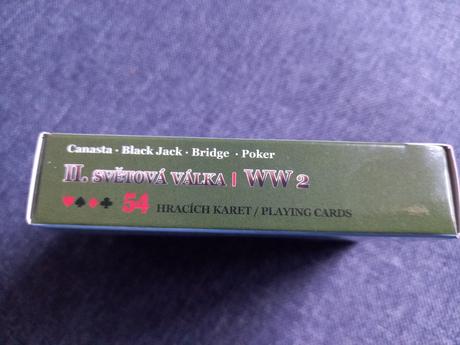 Canasta · Black Jack · Bridge · Poker
II. SVĚTOVÁ VÁLKA | WW 2
54 HRACÍCH KARET / PLAYING CARDS